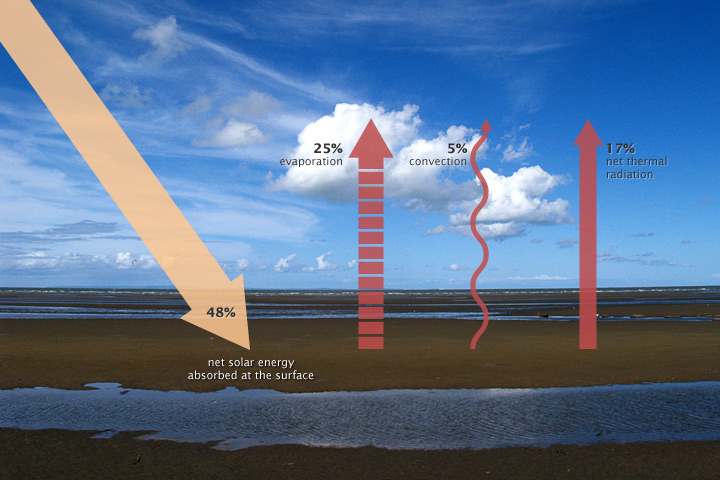 25%
evaporation
5%
convection
17%
net thermal
radiation
48%
net solar energy
absorbed at the surface